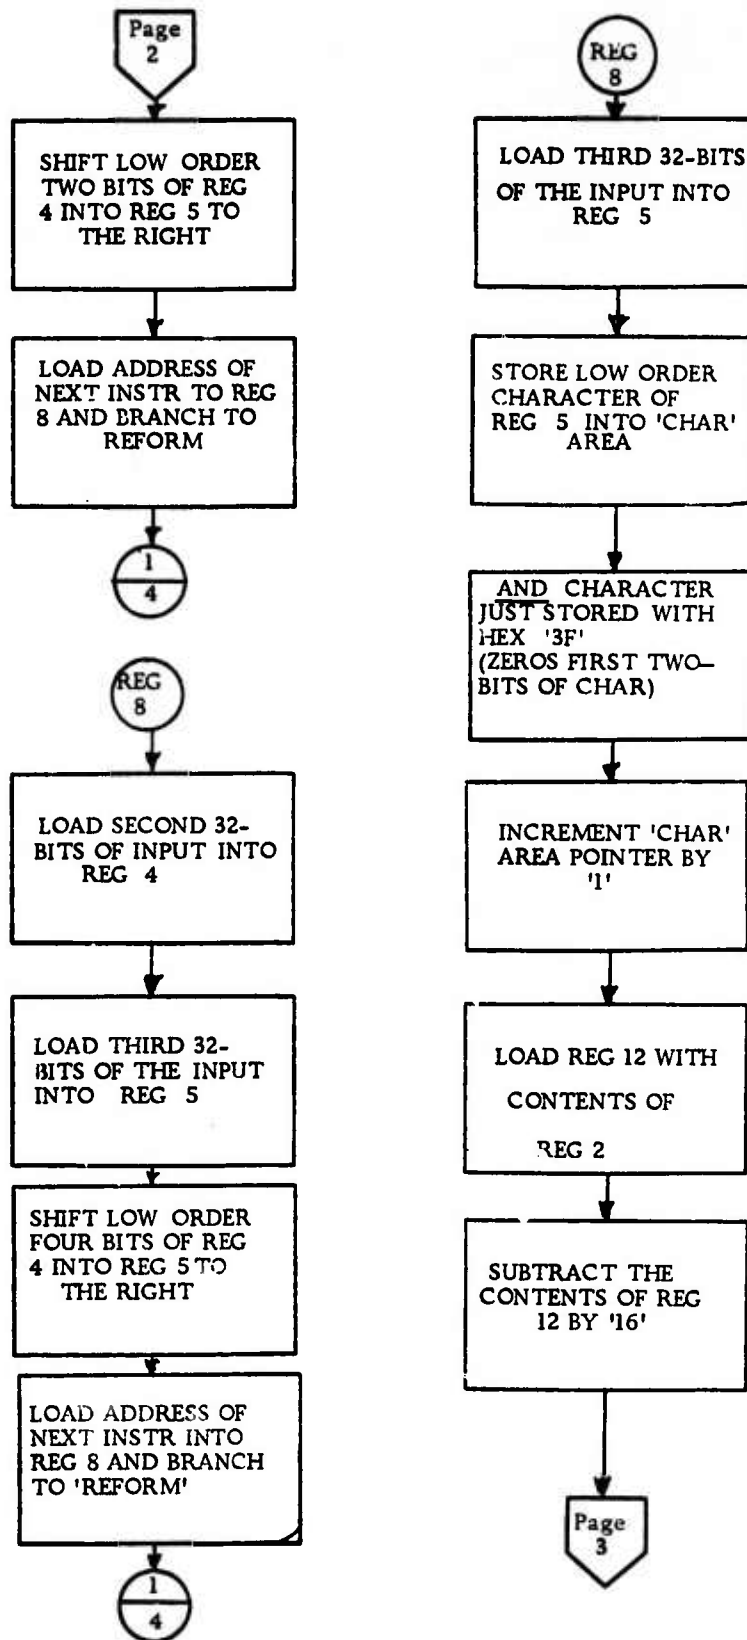 Page
2
SHIFT LOW ORDER
TWO BITS OF REG
4 INTO REG 5 TO
THE RIGHT
LOAD ADDRESS OF
NEXT INSTR TO REG
8 AND BRANCH TO
REFORM
1
4
REG
8
LOAD SECOND 32-
BITS OF INPUT INTO
REG 4
LOAD THIRD 32-
BITS OF THE INPUT
INTO REG 5
SHIFT LOW ORDER
FOUR BITS OF REG
4 INTO REG 5 TO
THE RIGHT
LOAD ADDRESS OF
NEXT INSTR INTO
REG 8 AND BRANCH
TO 'REFORM'
1
4
REG
8
LOAD THIRD 32-BITS
OF THE INPUT INTO
REG 5
STORE LOW ORDER
CHARACTER OF
REG 5 INTO 'CHAR'
AREA
AND CHARACTER
JUST STORED WITH
HEX '3F'
(ZEROS FIRST TWO-
BITS OF CHAR)
INCREMENT 'CHAR'
AREA POINTER BY
'1'
LOAD REG 12 WITH
CONTENTS OF
REG 2
SUBTRACT THE
CONTENTS OF REG
12 BY '16'
Page
3